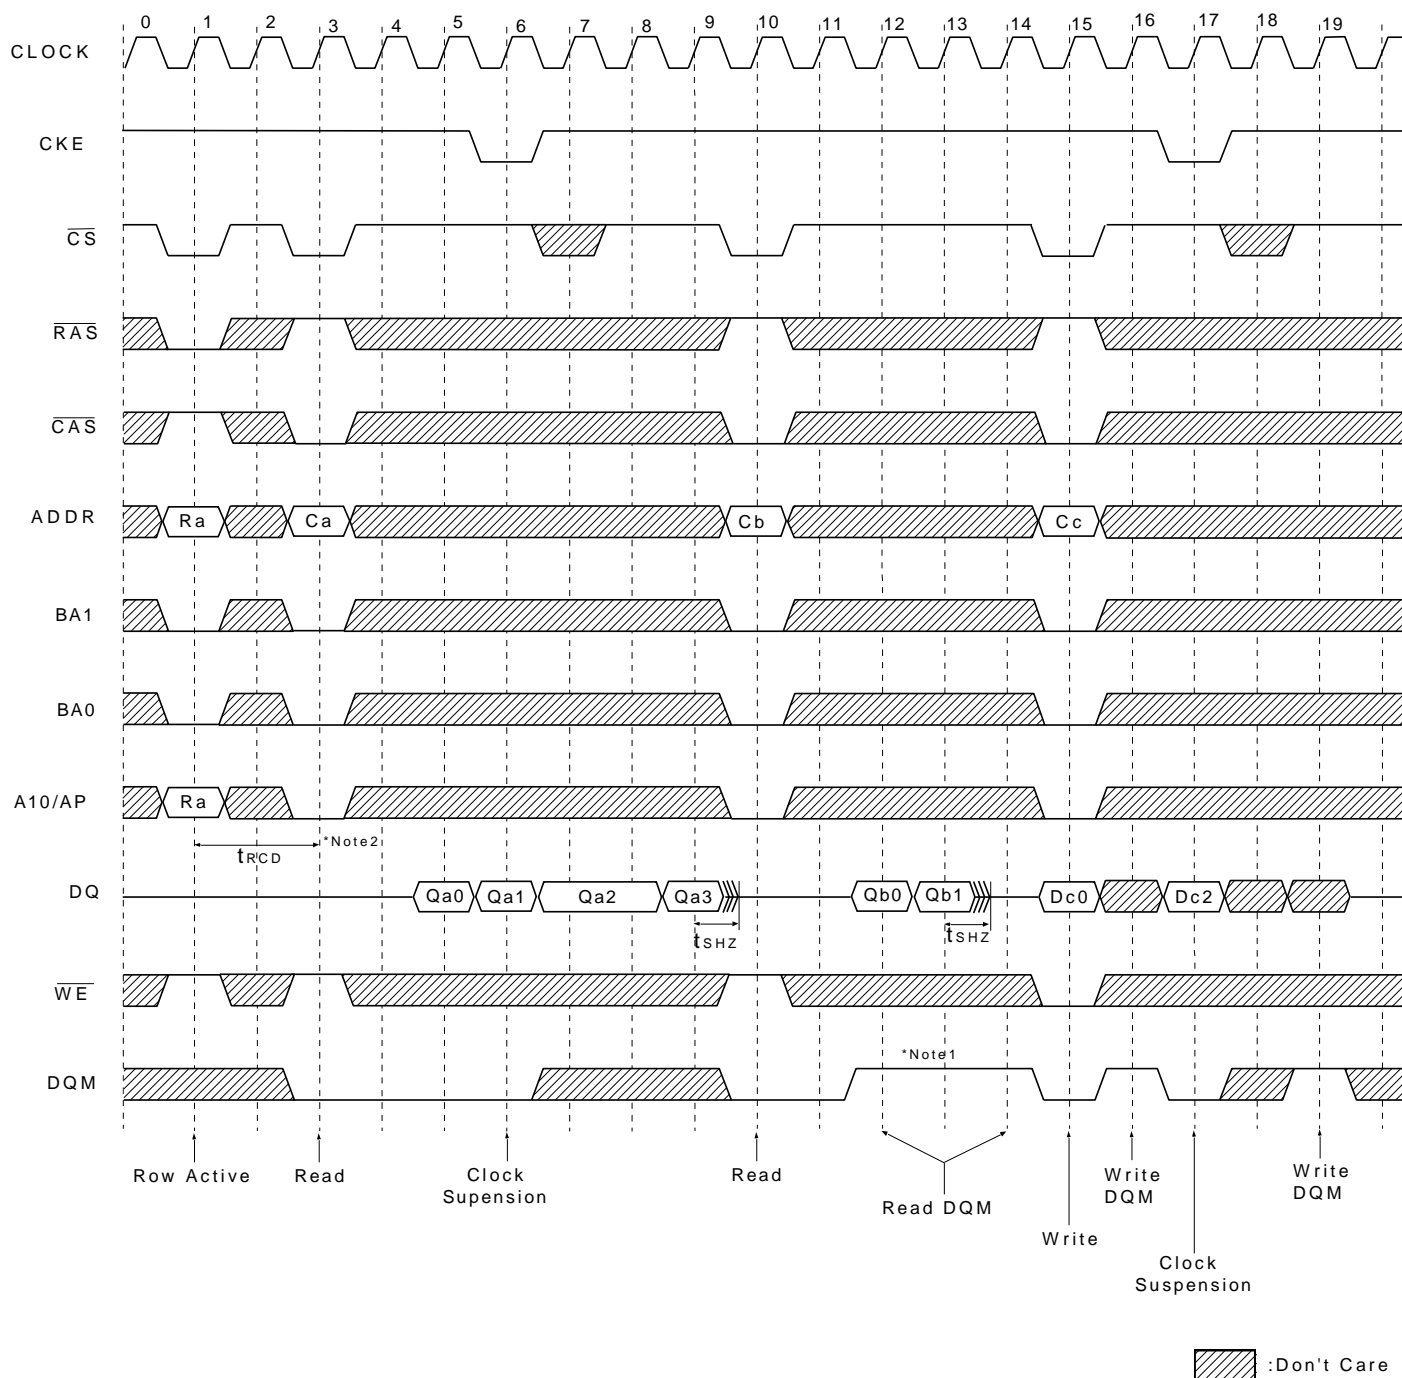 0 1 2 3 4 5 6 7 8 9 10 11 12 13 14 15 16 17 18 19
CLOCK
CKE
CS
RAS
CAS
ADDR Ra Ca Cb Cc
BA1
BA0
A10/AP Ra
tRCD *Note2
DQ Qa0 Qa1 Qa2 Qa3 Qb0 Qb1 Dc0 Dc2
tSHZ tSHZ
WE
*Note1
DQM
Row Active Read Clock Read Write Write
Supension DQM DQM
Read DQM
Write
Clock
Suspension
:Don't Care